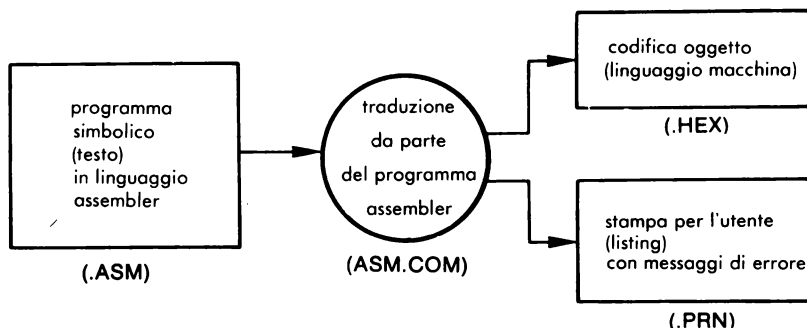 programma
simbolico
(testo)
in linguaggio
assembler
(.ASM)
traduzione
da parte
del programma
assembler
(ASM.COM)
codifica oggetto
(linguaggio macchina)
(.HEX)
stampa per l'utente
(listing)
con messaggi di errore
(.PRN)